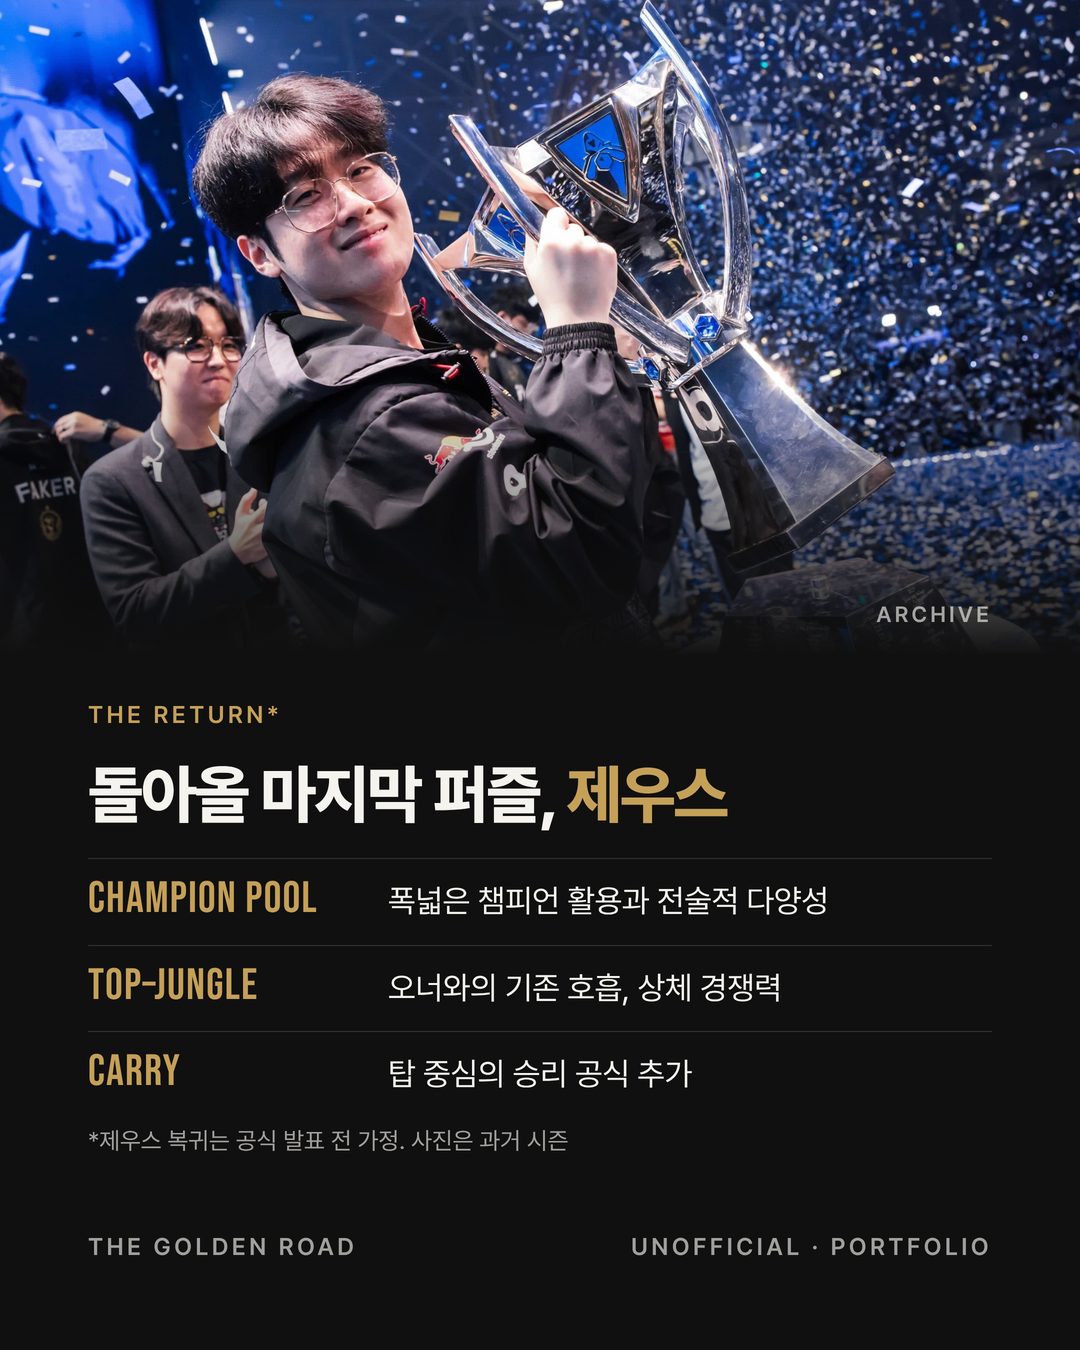 FAKER
ARCHIVE
THE RETURN*
돌아올 마지막 퍼즐, 제우스
CHAMPION POOL 폭넓은 챔피언 활용과 전술적 다양성
TOP–JUNGLE 오너와의 기존 호흡, 상체 경쟁력
CARRY 탑 중심의 승리 공식 추가
*제우스 복귀는 공식 발표 전 가정. 사진은 과거 시즌
THE GOLDEN ROAD UNOFFICIAL · PORTFOLIO